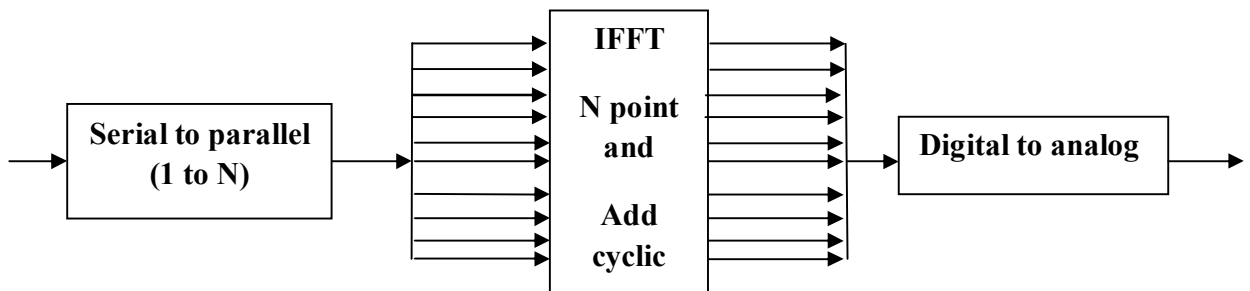 Serial to parallel
(1 to N)
IFFT
N point
and
Add
cyclic
Digital to analog